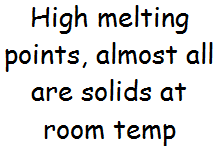 High melting
points, almost all
are solids at
room temp